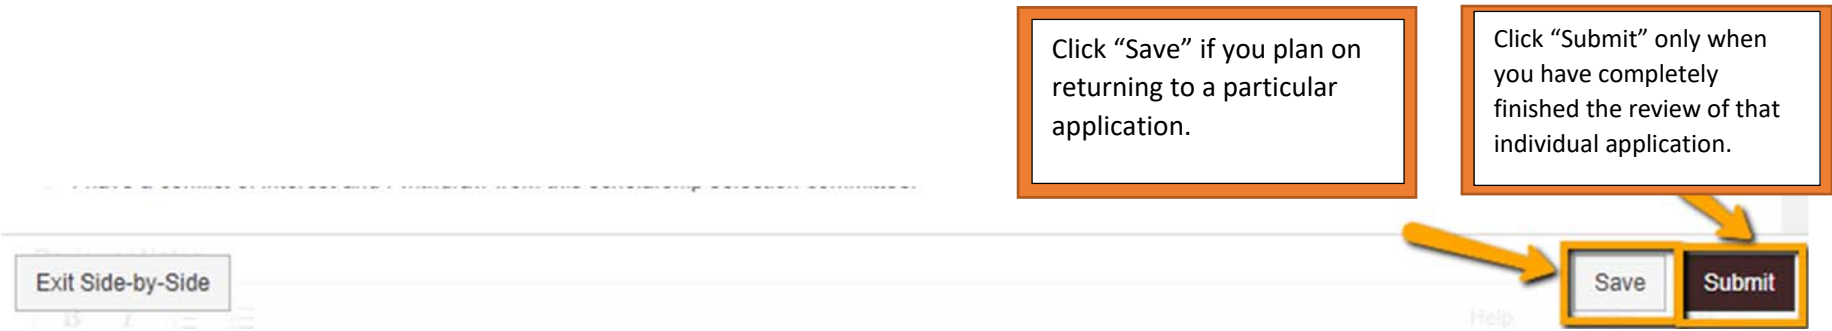 Click “Save” if you plan on
returning to a particular
application.
Click “Submit” only when
you have completely
finished the review of that
individual application.
Exit Side-by-Side
Save
Submit
B I
Help